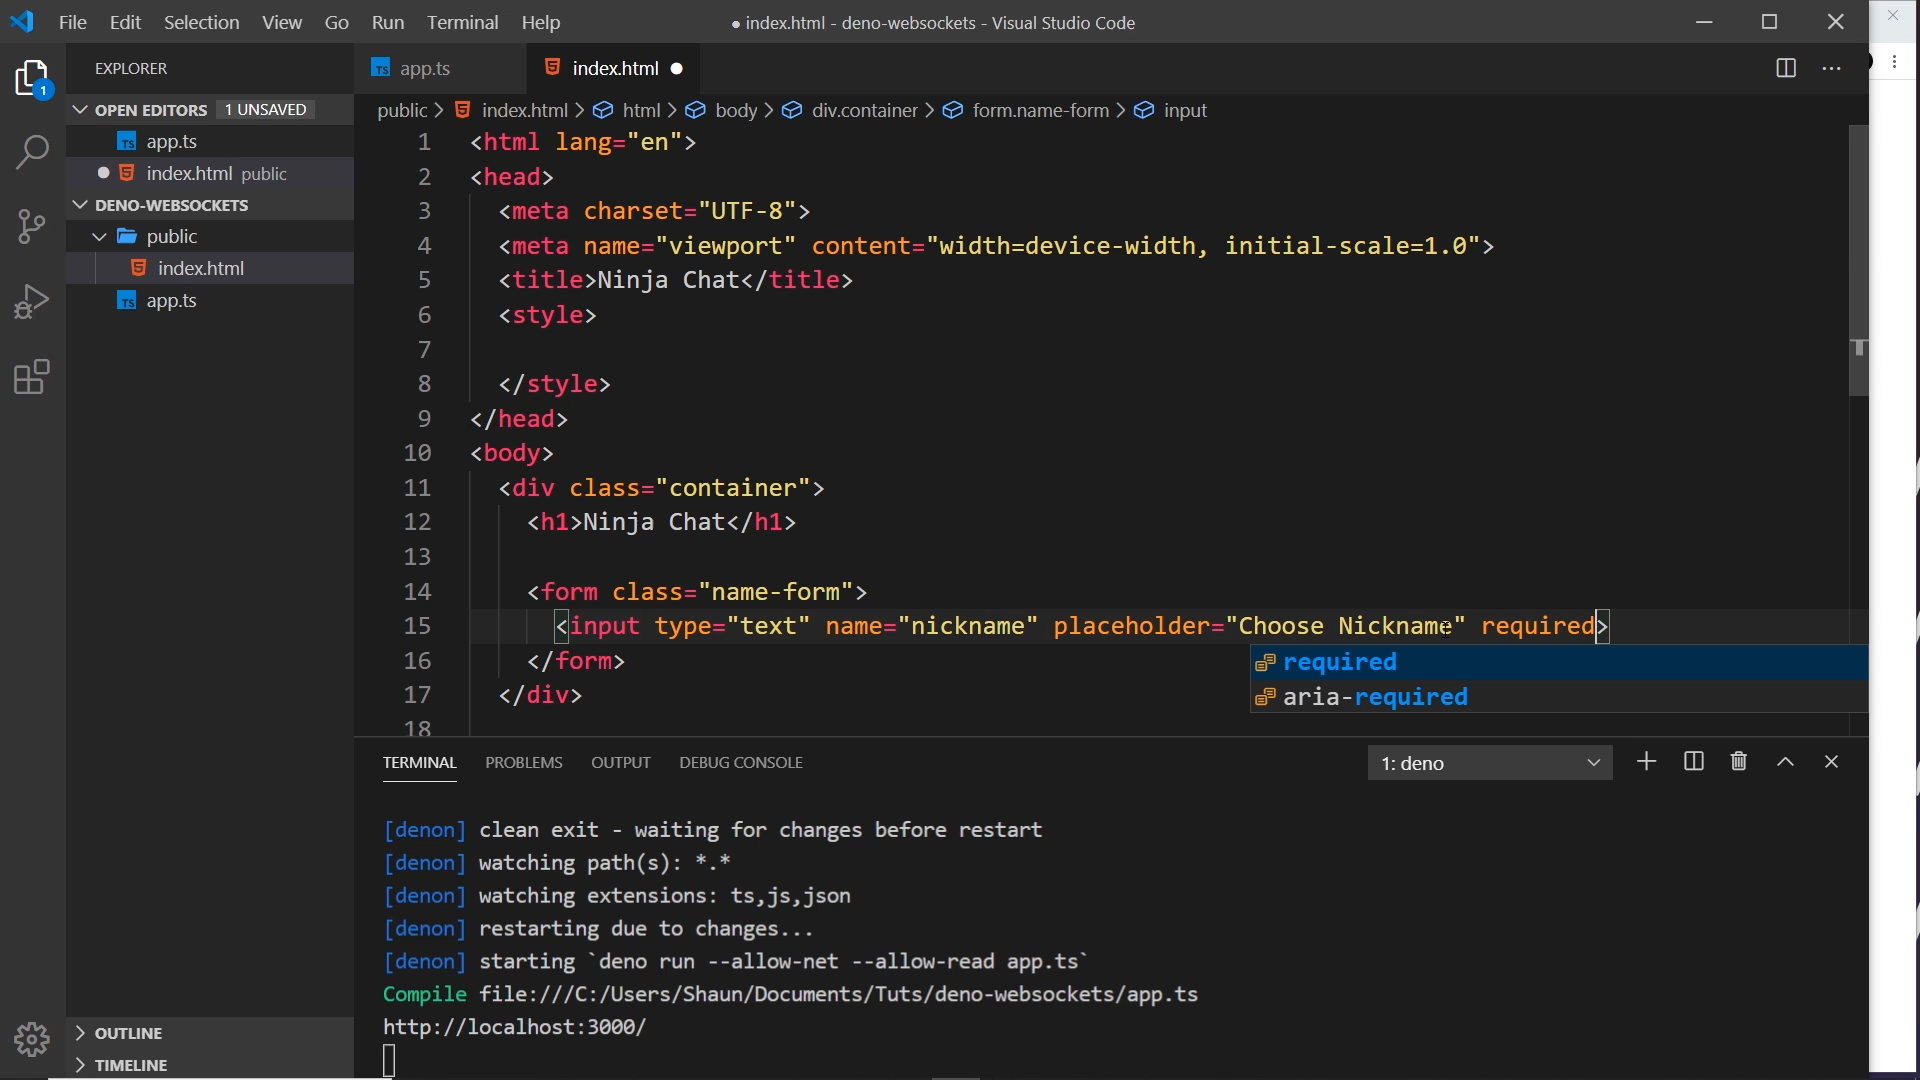 File Edit Selection View Go Run Terminal Help
● index.html - deno-websockets - Visual Studio Code
1
EXPLORER
OPEN EDITORS 1 UNSAVED
TS app.ts
index.html public
DENO-WEBSOCKETS
public
index.html
TS app.ts
OUTLINE
TIMELINE
TS app.ts
index.html ●
public > index.html > html > body > div.container > form.name-form > input
1 <html lang="en">
2 <head>
3 <meta charset="UTF-8">
4 <meta name="viewport" content="width=device-width, initial-scale=1.0">
5 <title>Ninja Chat</title>
6 <style>
7
8 </style>
9 </head>
10 <body>
11 <div class="container">
12 <h1>Ninja Chat</h1>
13
14 <form class="name-form">
15 <input type="text" name="nickname" placeholder="Choose Nickname" required>
16 </form>
17 </div>
18
required
aria-required
TERMINAL PROBLEMS OUTPUT DEBUG CONSOLE
1: deno
[denon] clean exit - waiting for changes before restart
[denon] watching path(s): *.*
[denon] watching extensions: ts,js,json
[denon] restarting due to changes...
[denon] starting `deno run --allow-net --allow-read app.ts`
Compile file:///C:/Users/Shaun/Documents/Tuts/deno-websockets/app.ts
http://localhost:3000/